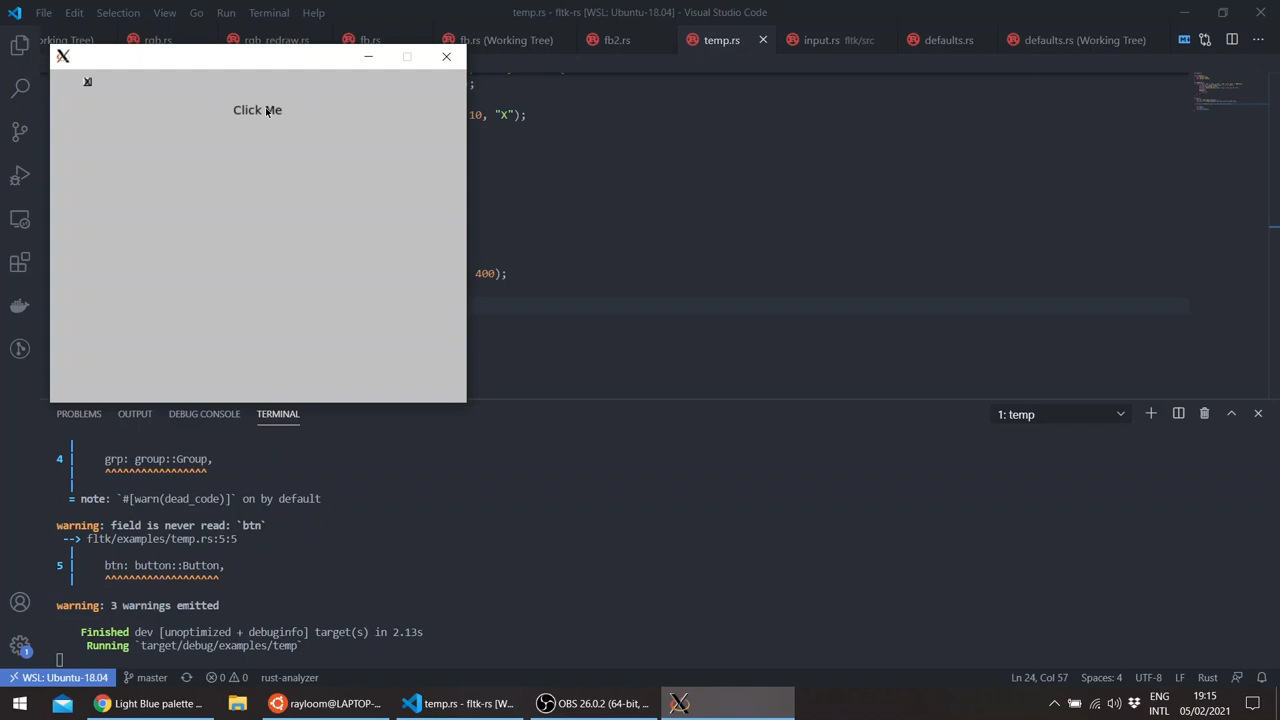 File Edit Selection View Go Run Terminal Help
temp.rs - fltk-rs [WSL: Ubuntu-18.04] - Visual Studio Code
orking Tree) rgb.rs rgb_redraw.rs fb.rs fb.rs (Working Tree) fb2.rs temp.rs input.rs fltk/src defaults.rs defaults.rs (Working Tree)
X
x
Click Me
;
10, "x");
400);
PROBLEMS OUTPUT DEBUG CONSOLE TERMINAL
1: temp
4 | grp: group::Group,
| ^^^^^^^^^^^^^^^^^
|
= note: `#[warn(dead_code)]` on by default
warning: field is never read: `btn`
--> fltk/examples/temp.rs:5:5
|
5 | btn: button::Button,
| ^^^^^^^^^^^^^^^^^^^
warning: 3 warnings emitted
Finished dev [unoptimized + debuginfo] target(s) in 2.13s
Running `target/debug/examples/temp`
WSL: Ubuntu-18.04 master 0 0 rust-analyzer
Ln 24, Col 57 Spaces: 4 UTF-8 LF Rust
1
Light Blue palette ... rayloom@LAPTOP-... temp.rs - fltk-rs [W... OBS 26.0.2 (64-bit, ...
ENG
INTL
19:15
05/02/2021